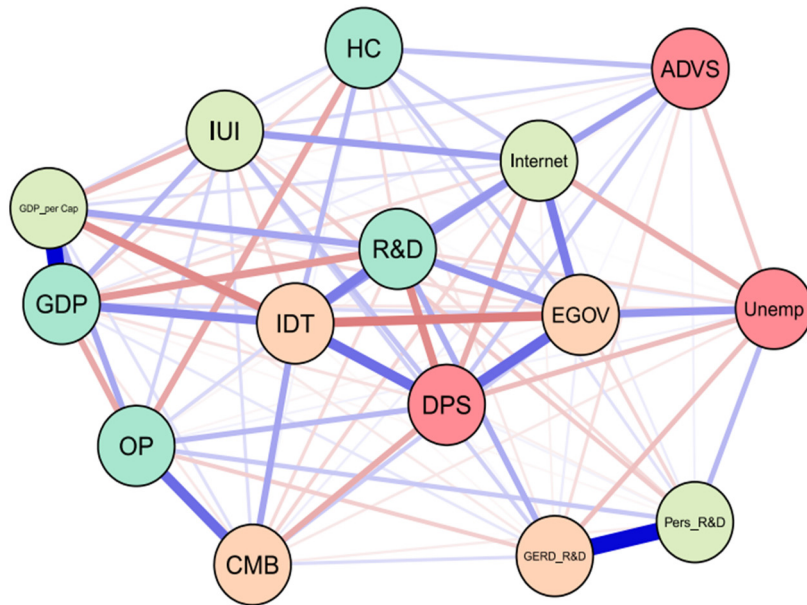 HC
ADVS
IUI
Internet
GDP_per Cap
R&D
GDP
IDT
EGOV
Unemp
DPS
OP
Pers_R&D
CMB
GERD_R&D